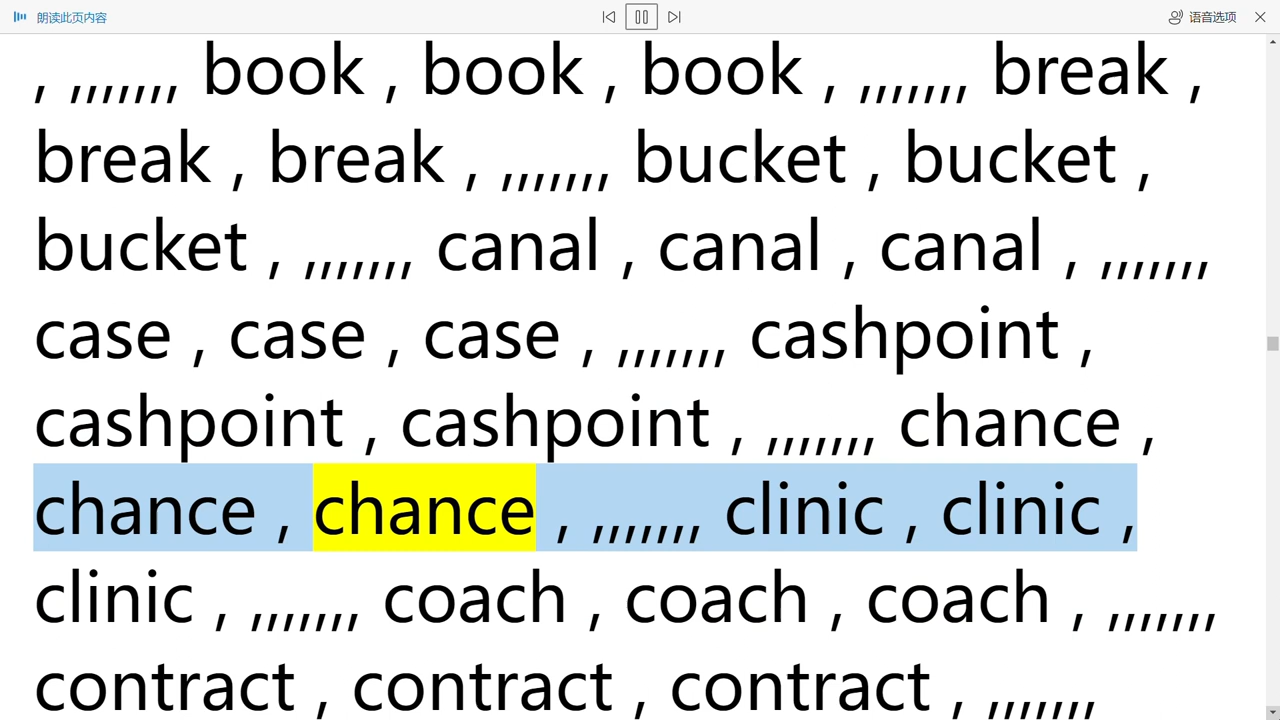 朗读此页内容
语音选项
, ,,,,,,, book , book , book , ,,,,,,, break ,
break , break , ,,,,,,, bucket , bucket ,
bucket , ,,,,,,, canal , canal , canal , ,,,,,,,
case , case , case , ,,,,,,, cashpoint ,
cashpoint , cashpoint , ,,,,,,, chance ,
chance , chance , ,,,,,,, clinic , clinic ,
clinic , ,,,,,,, coach , coach , coach , ,,,,,,,
contract , contract , contract , ,,,,,,,